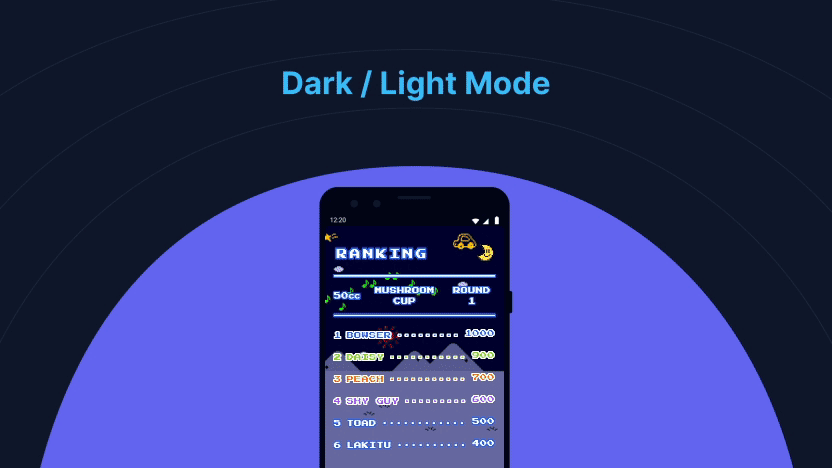 Dark / Light Mode
12:20
RANKING
50cc MUSHROOM CUP ROUND 1
1 BOWSER 1000
2 DAISY 900
3 PEACH 700
4 SHY GUY 600
5 TOAD 500
6 LAKITU 400